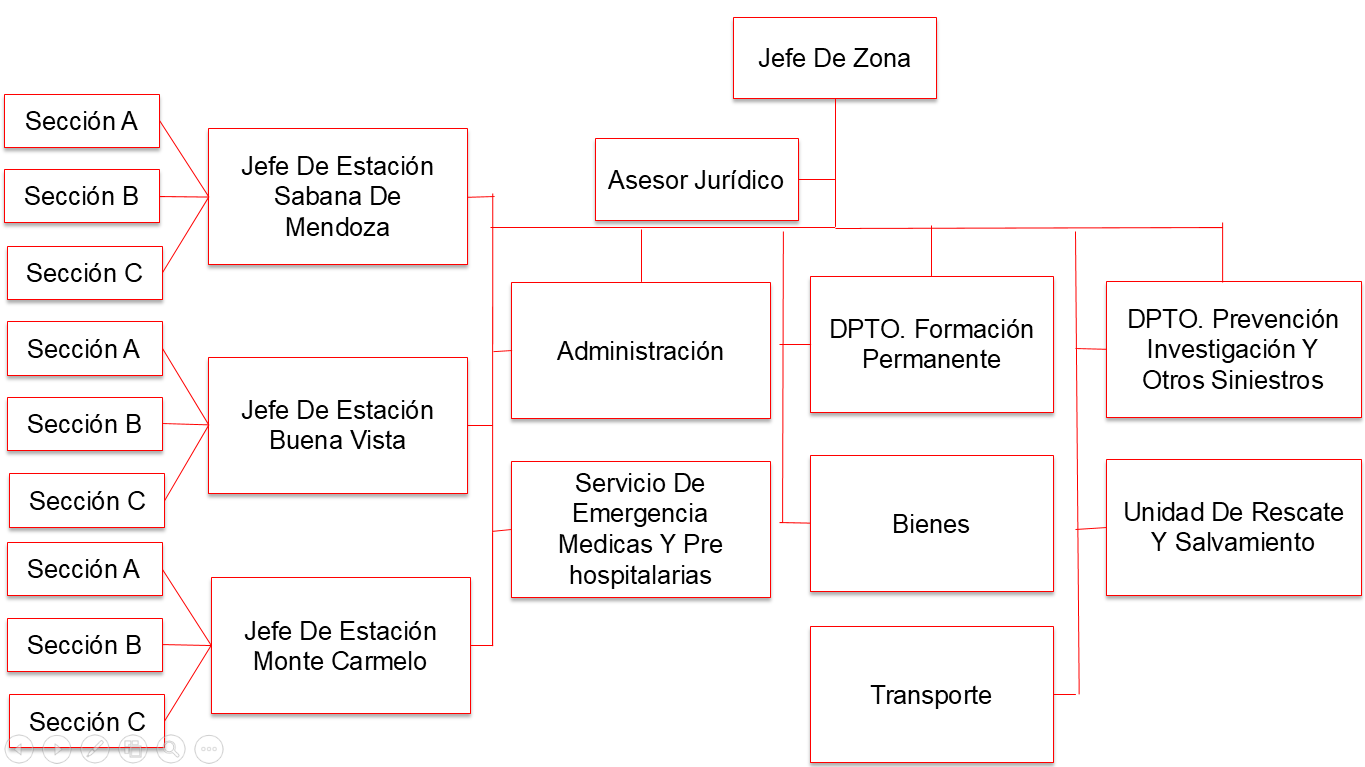 Jefe De Zona
Asesor Jurídico
Sección A
Sección B
Sección C
Jefe De Estación
Sabana De
Mendoza
Sección A
Sección B
Sección C
Jefe De Estación
Buena Vista
Sección A
Sección B
Sección C
Jefe De Estación
Monte Carmelo
Administración
DPTO. Formación
Permanente
DPTO. Prevención
Investigación Y
Otros Siniestros
Servicio De
Emergencia
Medicas Y Pre
hospitalarias
Bienes
Unidad De Rescate
Y Salvamiento
Transporte